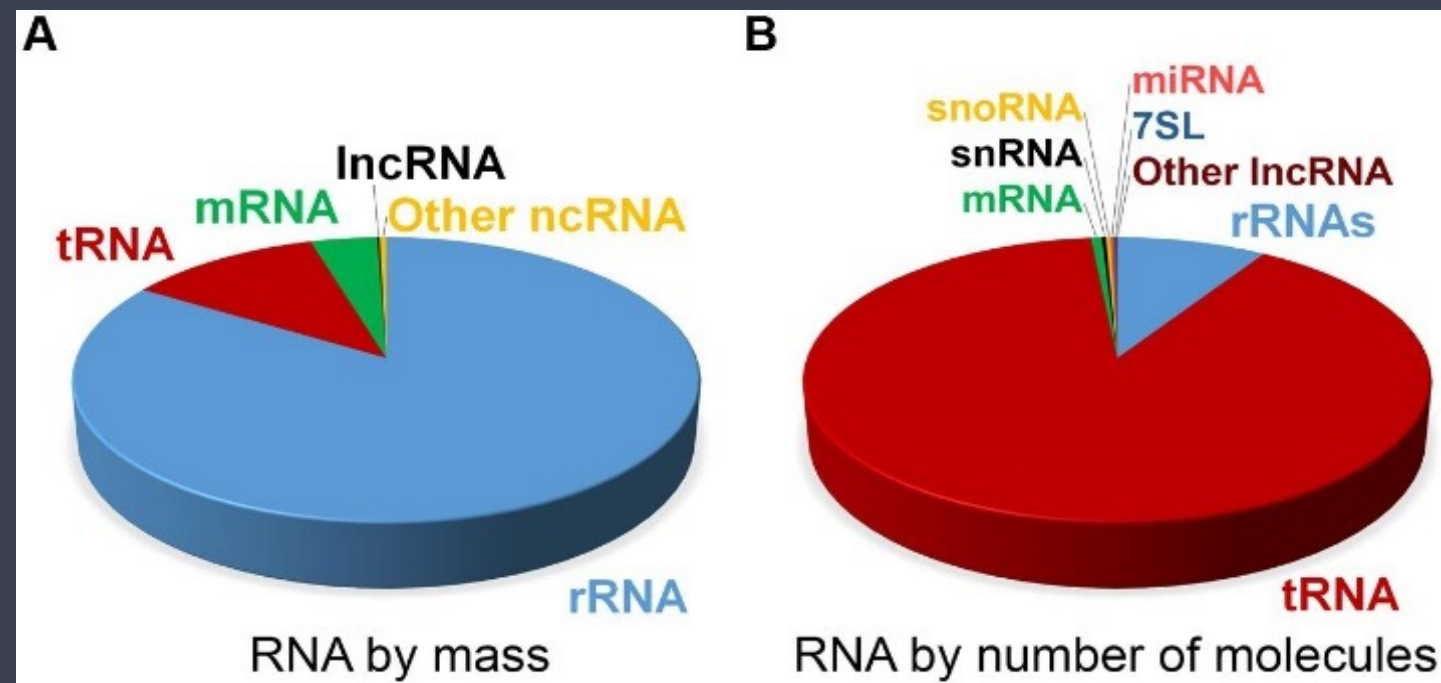 A
lncRNA
mRNA
Other ncRNA
tRNA
rRNA
RNA by mass
B
miRNA
snoRNA
7SL
snRNA
Other lncRNA
mRNA
rRNAs
tRNA
RNA by number of molecules